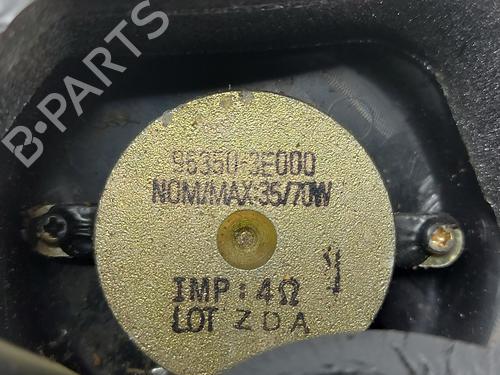 96350-3E000
NOM/MAX:35/70W
IMP : 4Ω
LOT ZDA
B-PARTS